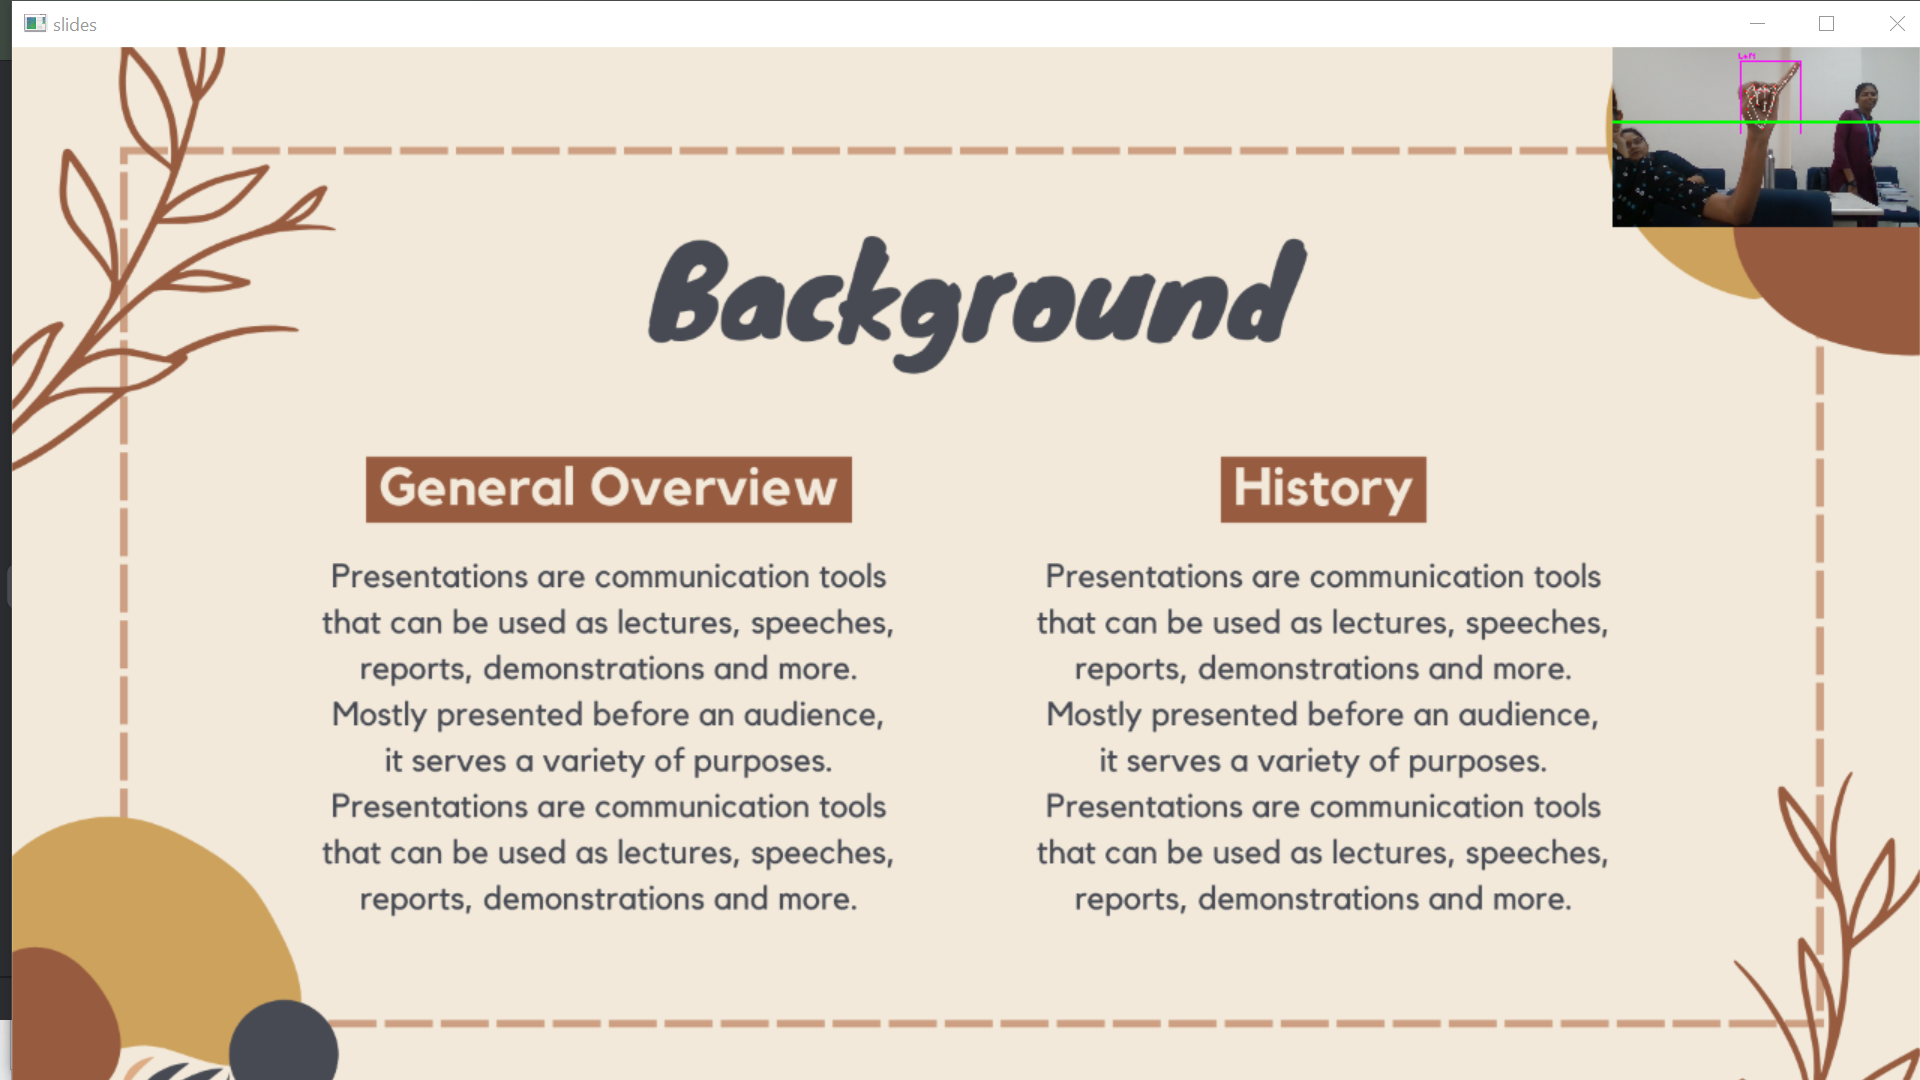 slides
Left
Background
General Overview
Presentations are communication tools
that can be used as lectures, speeches,
reports, demonstrations and more.
Mostly presented before an audience,
it serves a variety of purposes.
Presentations are communication tools
that can be used as lectures, speeches,
reports, demonstrations and more.
History
Presentations are communication tools
that can be used as lectures, speeches,
reports, demonstrations and more.
Mostly presented before an audience,
it serves a variety of purposes.
Presentations are communication tools
that can be used as lectures, speeches,
reports, demonstrations and more.